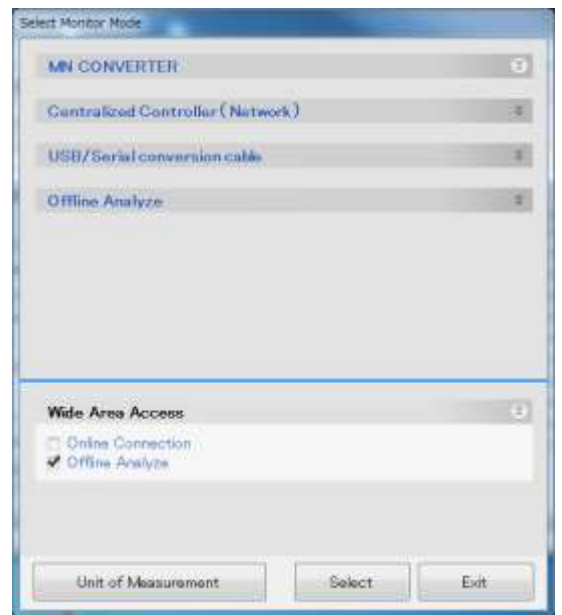 Select Monitor Mode
MN CONVERTER
Centralized Controller(Network)
USB/Serial conversion cable
Offline Analyze
Wide Area Access
Online Connection
Offline Analyze
Unit of Measurement
Select
Exit